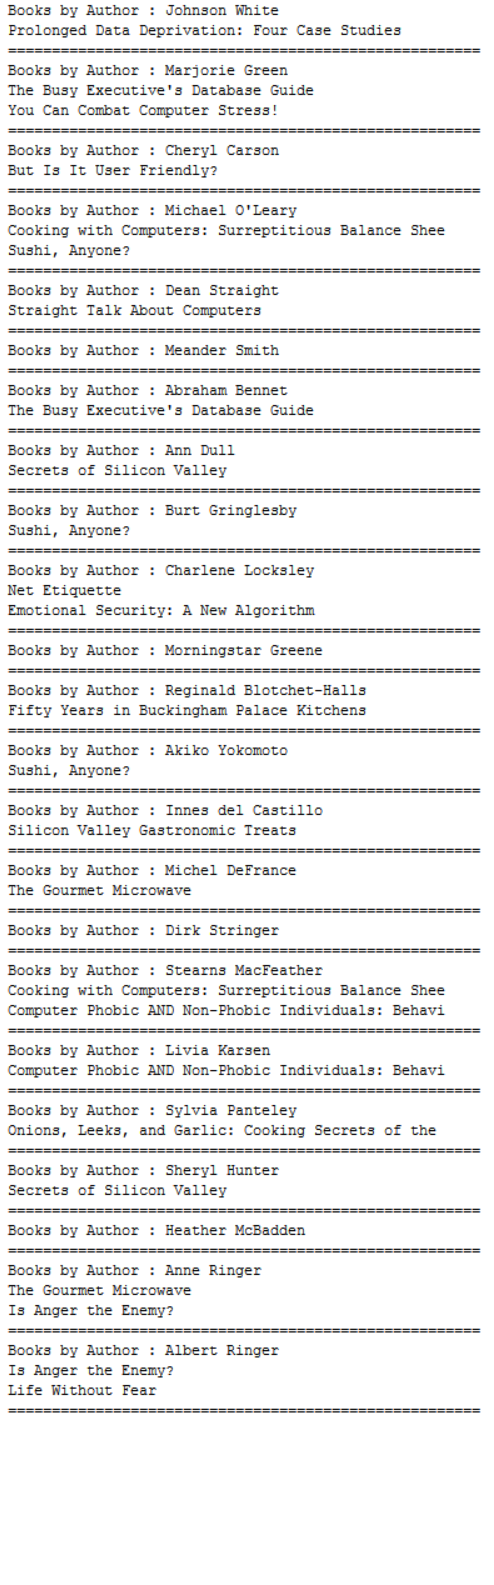 Books by Author : Johnson White
Prolonged Data Deprivation: Four Case Studies
======================================================
Books by Author : Marjorie Green
The Busy Executive's Database Guide
You Can Combat Computer Stress!
======================================================
Books by Author : Cheryl Carson
But Is It User Friendly?
======================================================
Books by Author : Michael O'Leary
Cooking with Computers: Surreptitious Balance Shee
Sushi, Anyone?
======================================================
Books by Author : Dean Straight
Straight Talk About Computers
======================================================
Books by Author : Meander Smith
======================================================
Books by Author : Abraham Bennet
The Busy Executive's Database Guide
======================================================
Books by Author : Ann Dull
Secrets of Silicon Valley
======================================================
Books by Author : Burt Gringlesby
Sushi, Anyone?
======================================================
Books by Author : Charlene Locksley
Net Etiquette
Emotional Security: A New Algorithm
======================================================
Books by Author : Morningstar Greene
======================================================
Books by Author : Reginald Blotchet-Halls
Fifty Years in Buckingham Palace Kitchens
======================================================
Books by Author : Akiko Yokomoto
Sushi, Anyone?
======================================================
Books by Author : Innes del Castillo
Silicon Valley Gastronomic Treats
======================================================
Books by Author : Michel DeFrance
The Gourmet Microwave
======================================================
Books by Author : Dirk Stringer
======================================================
Books by Author : Stearns MacFeather
Cooking with Computers: Surreptitious Balance Shee
Computer Phobic AND Non-Phobic Individuals: Behavi
======================================================
Books by Author : Livia Karsen
Computer Phobic AND Non-Phobic Individuals: Behavi
======================================================
Books by Author : Sylvia Panteley
Onions, Leeks, and Garlic: Cooking Secrets of the
======================================================
Books by Author : Sheryl Hunter
Secrets of Silicon Valley
======================================================
Books by Author : Heather McBadden
======================================================
Books by Author : Anne Ringer
The Gourmet Microwave
Is Anger the Enemy?
======================================================
Books by Author : Albert Ringer
Is Anger the Enemy?
Life Without Fear
======================================================